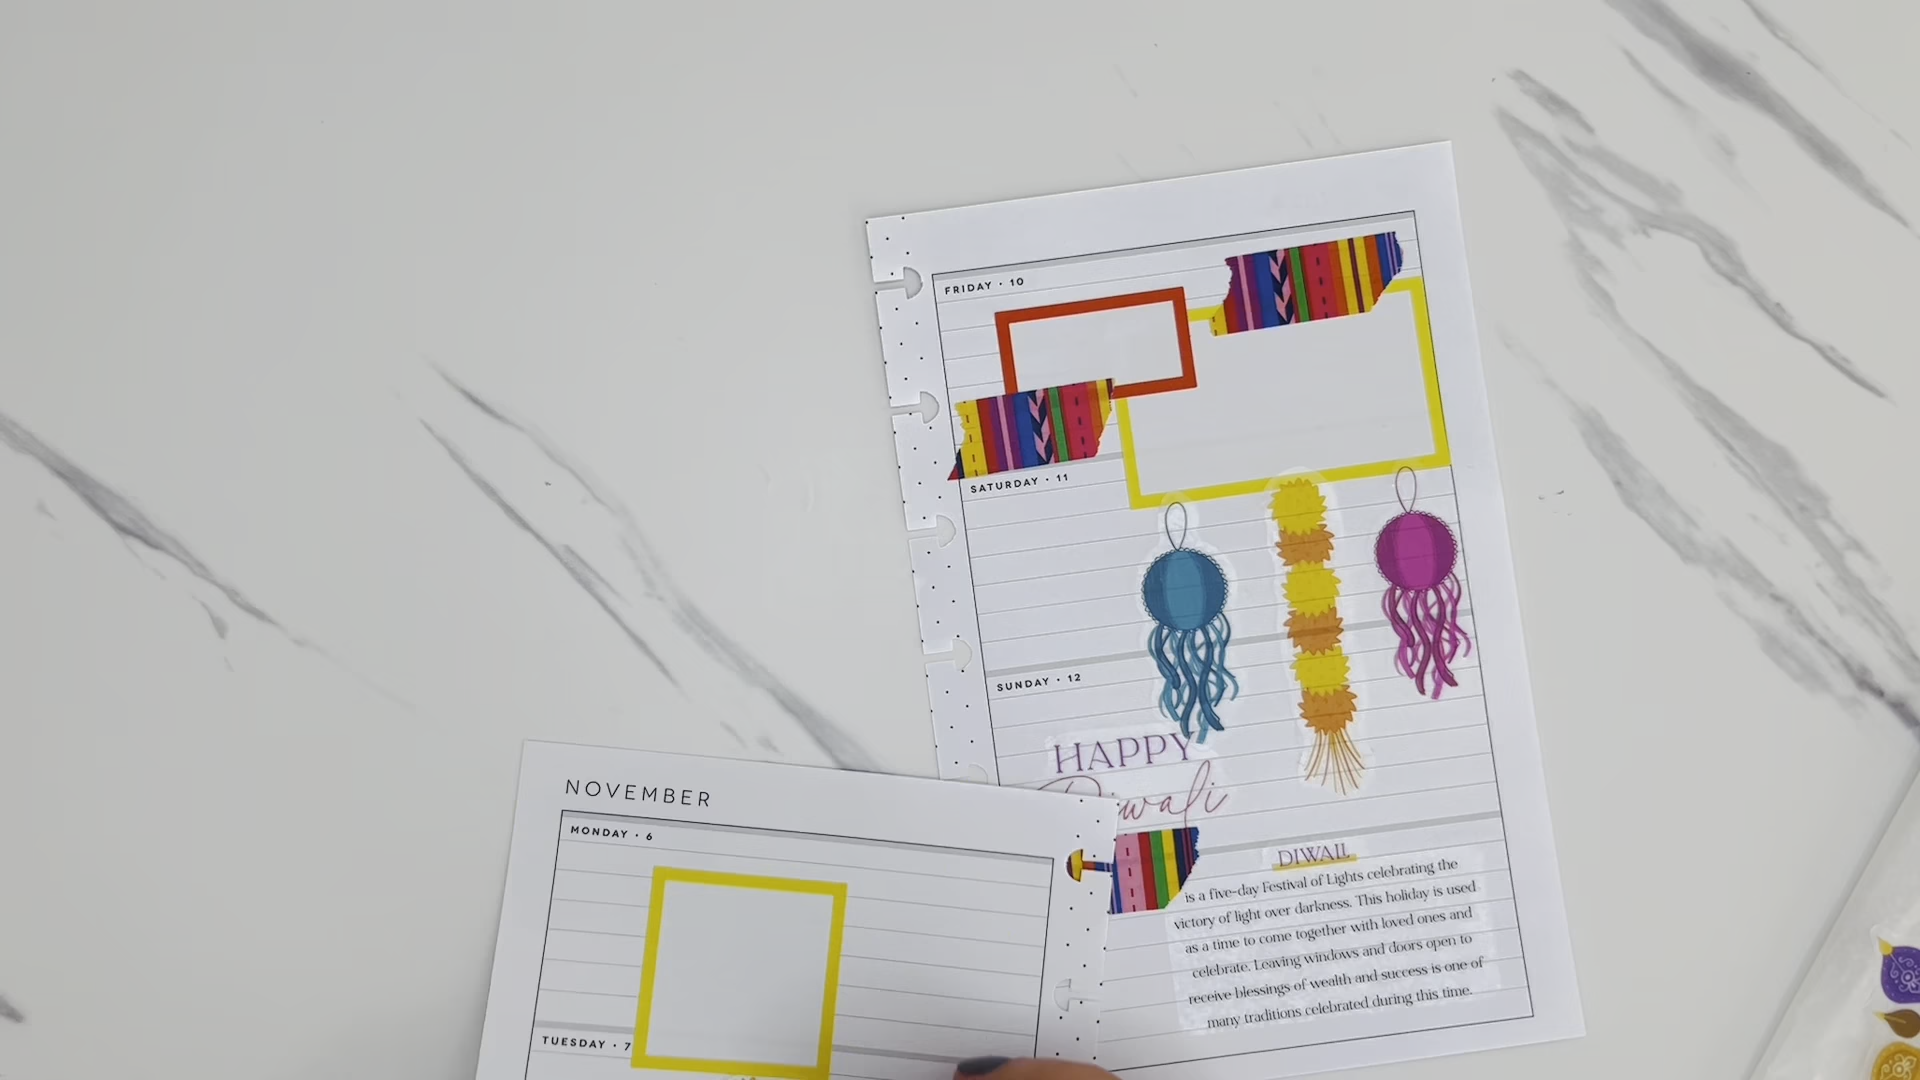 FRIDAY • 10
SATURDAY • 11
SUNDAY • 12
HAPPY
Diwali
DIWALI
is a five-day Festival of Lights celebrating the
victory of light over darkness. This holiday is used
as a time to come together with loved ones and
celebrate. Leaving windows and doors open to
receive blessings of wealth and success is one of
many traditions celebrated during this time.
NOVEMBER
MONDAY • 6
TUESDAY • 7